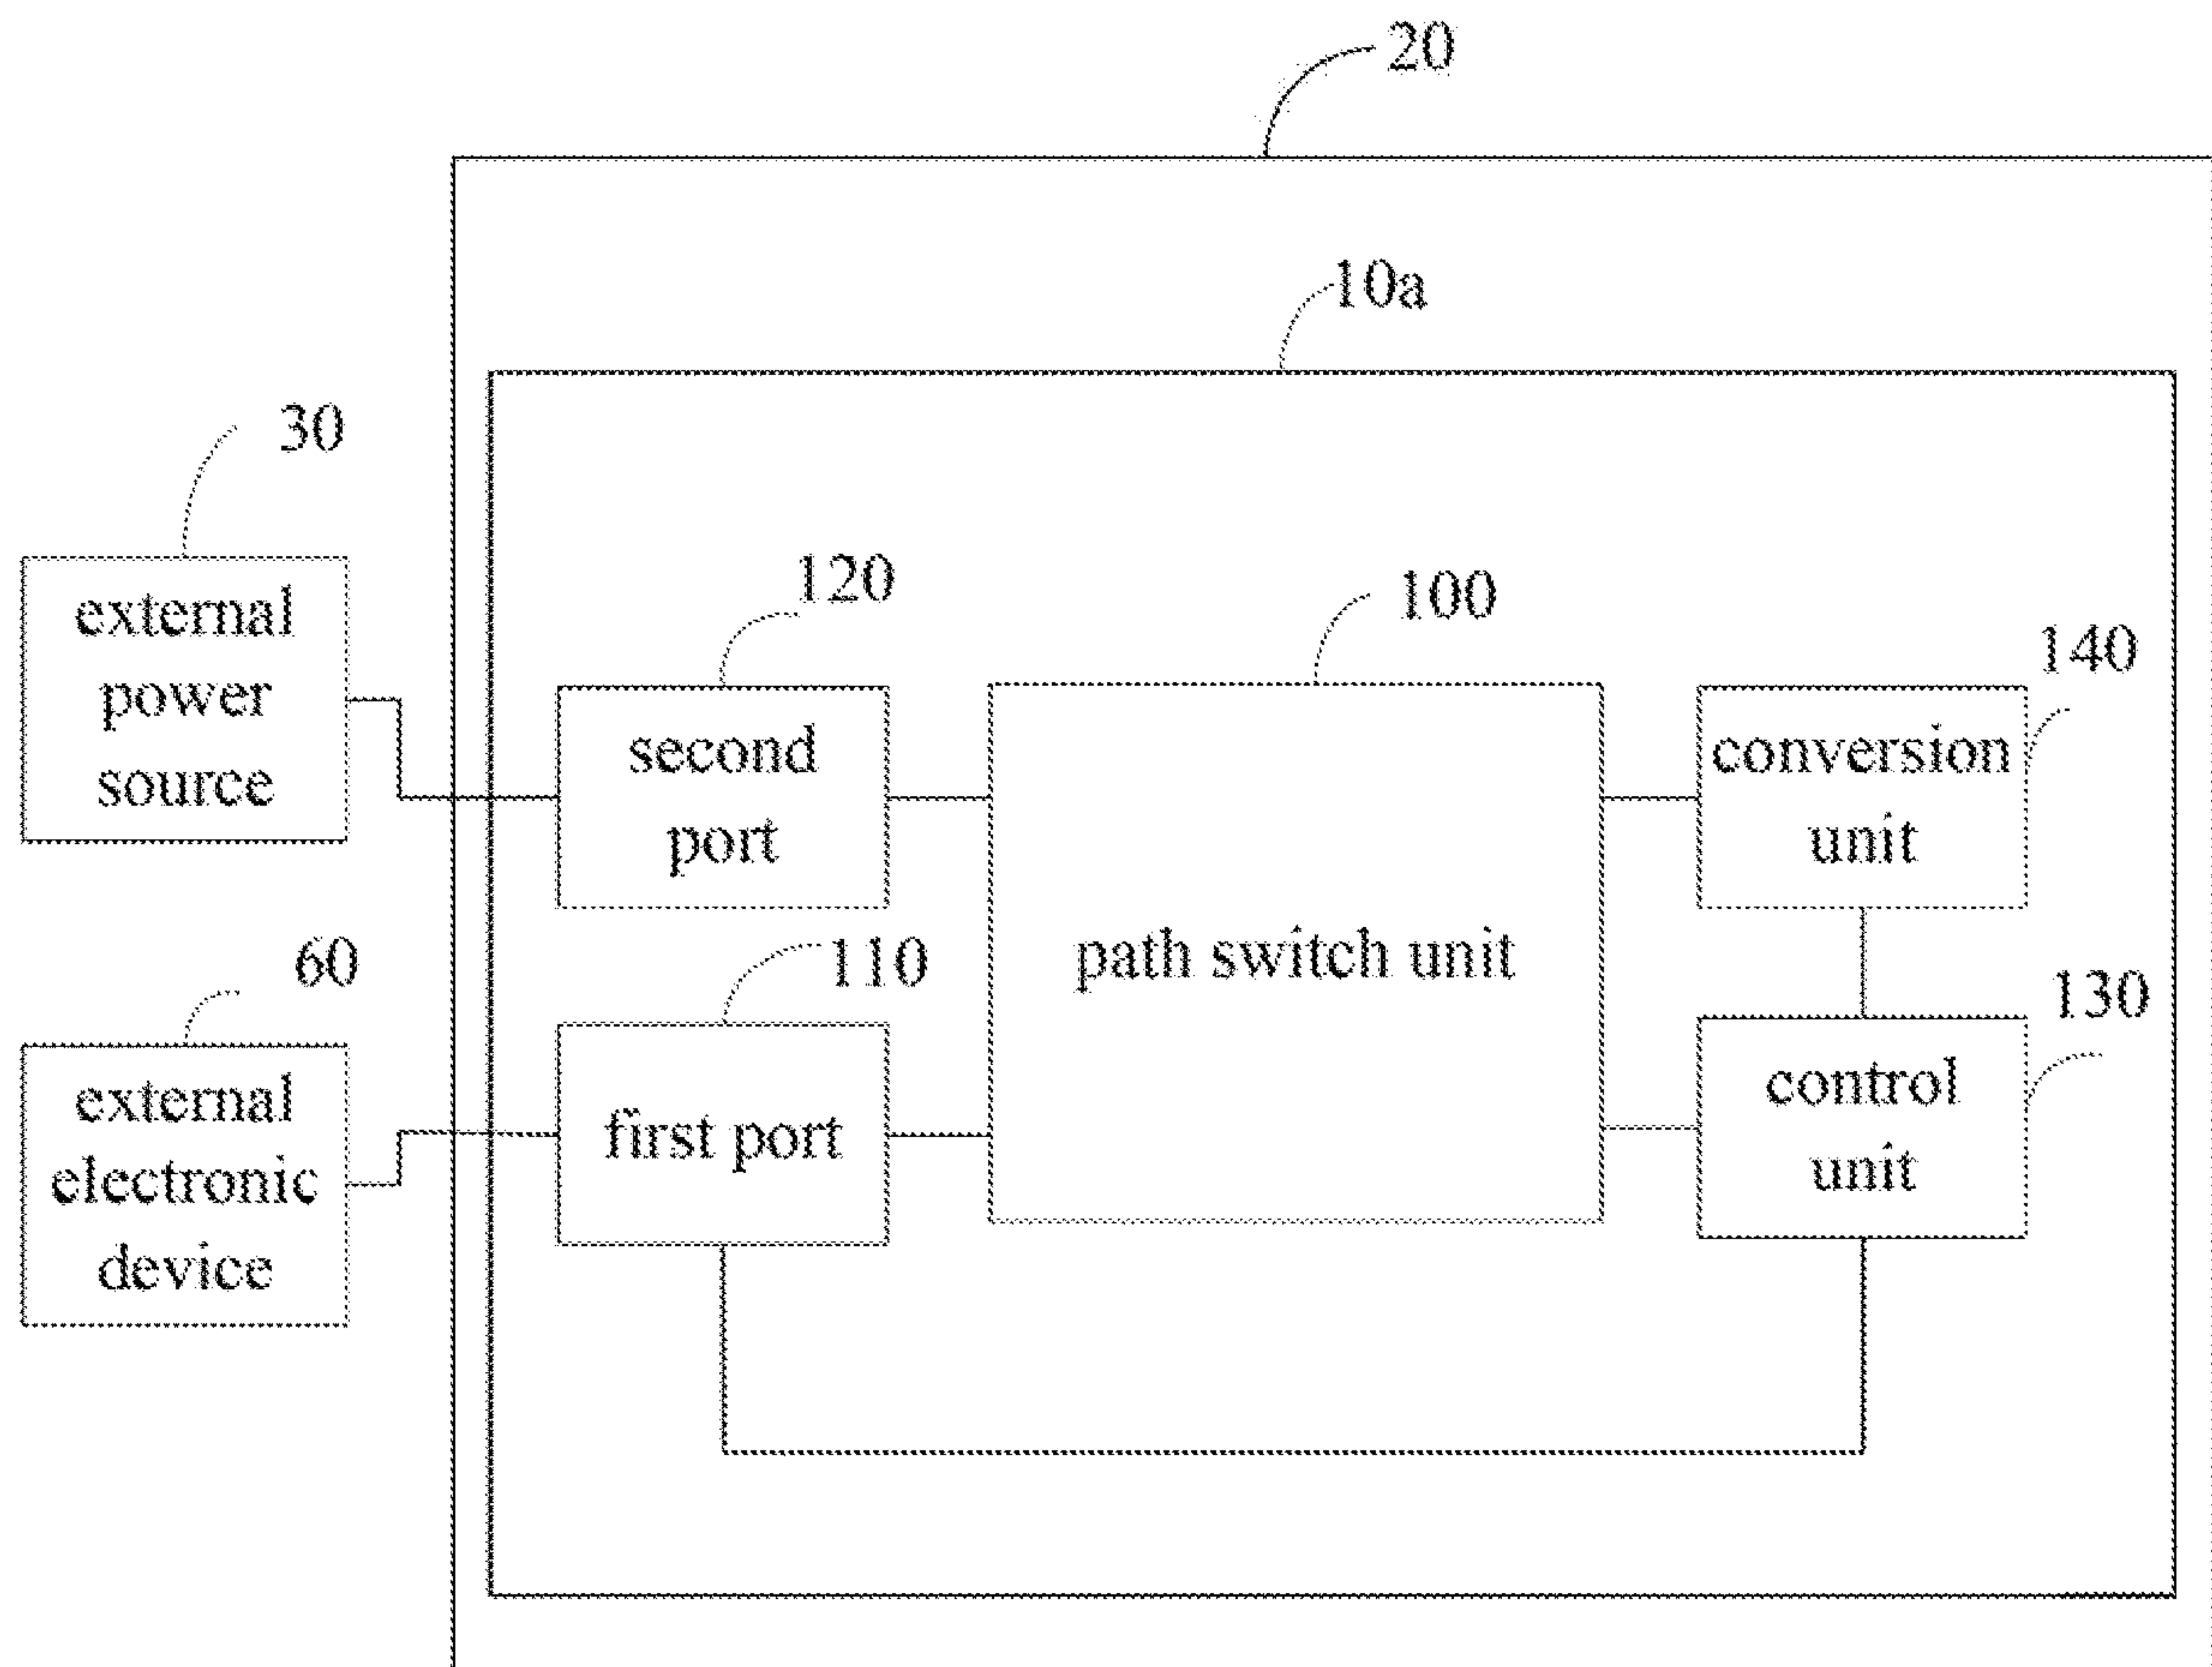 20
10a
30
external
power
source
120
second
port
100
path switch unit
140
conversion
unit
60
external
electronic
device
110
first port
130
control
unit